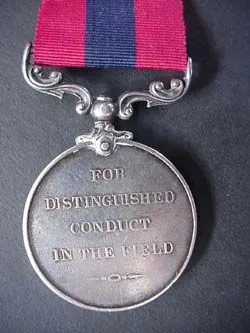 FOR
DISTINGUISHED
CONDUCT
IN THE FIELD